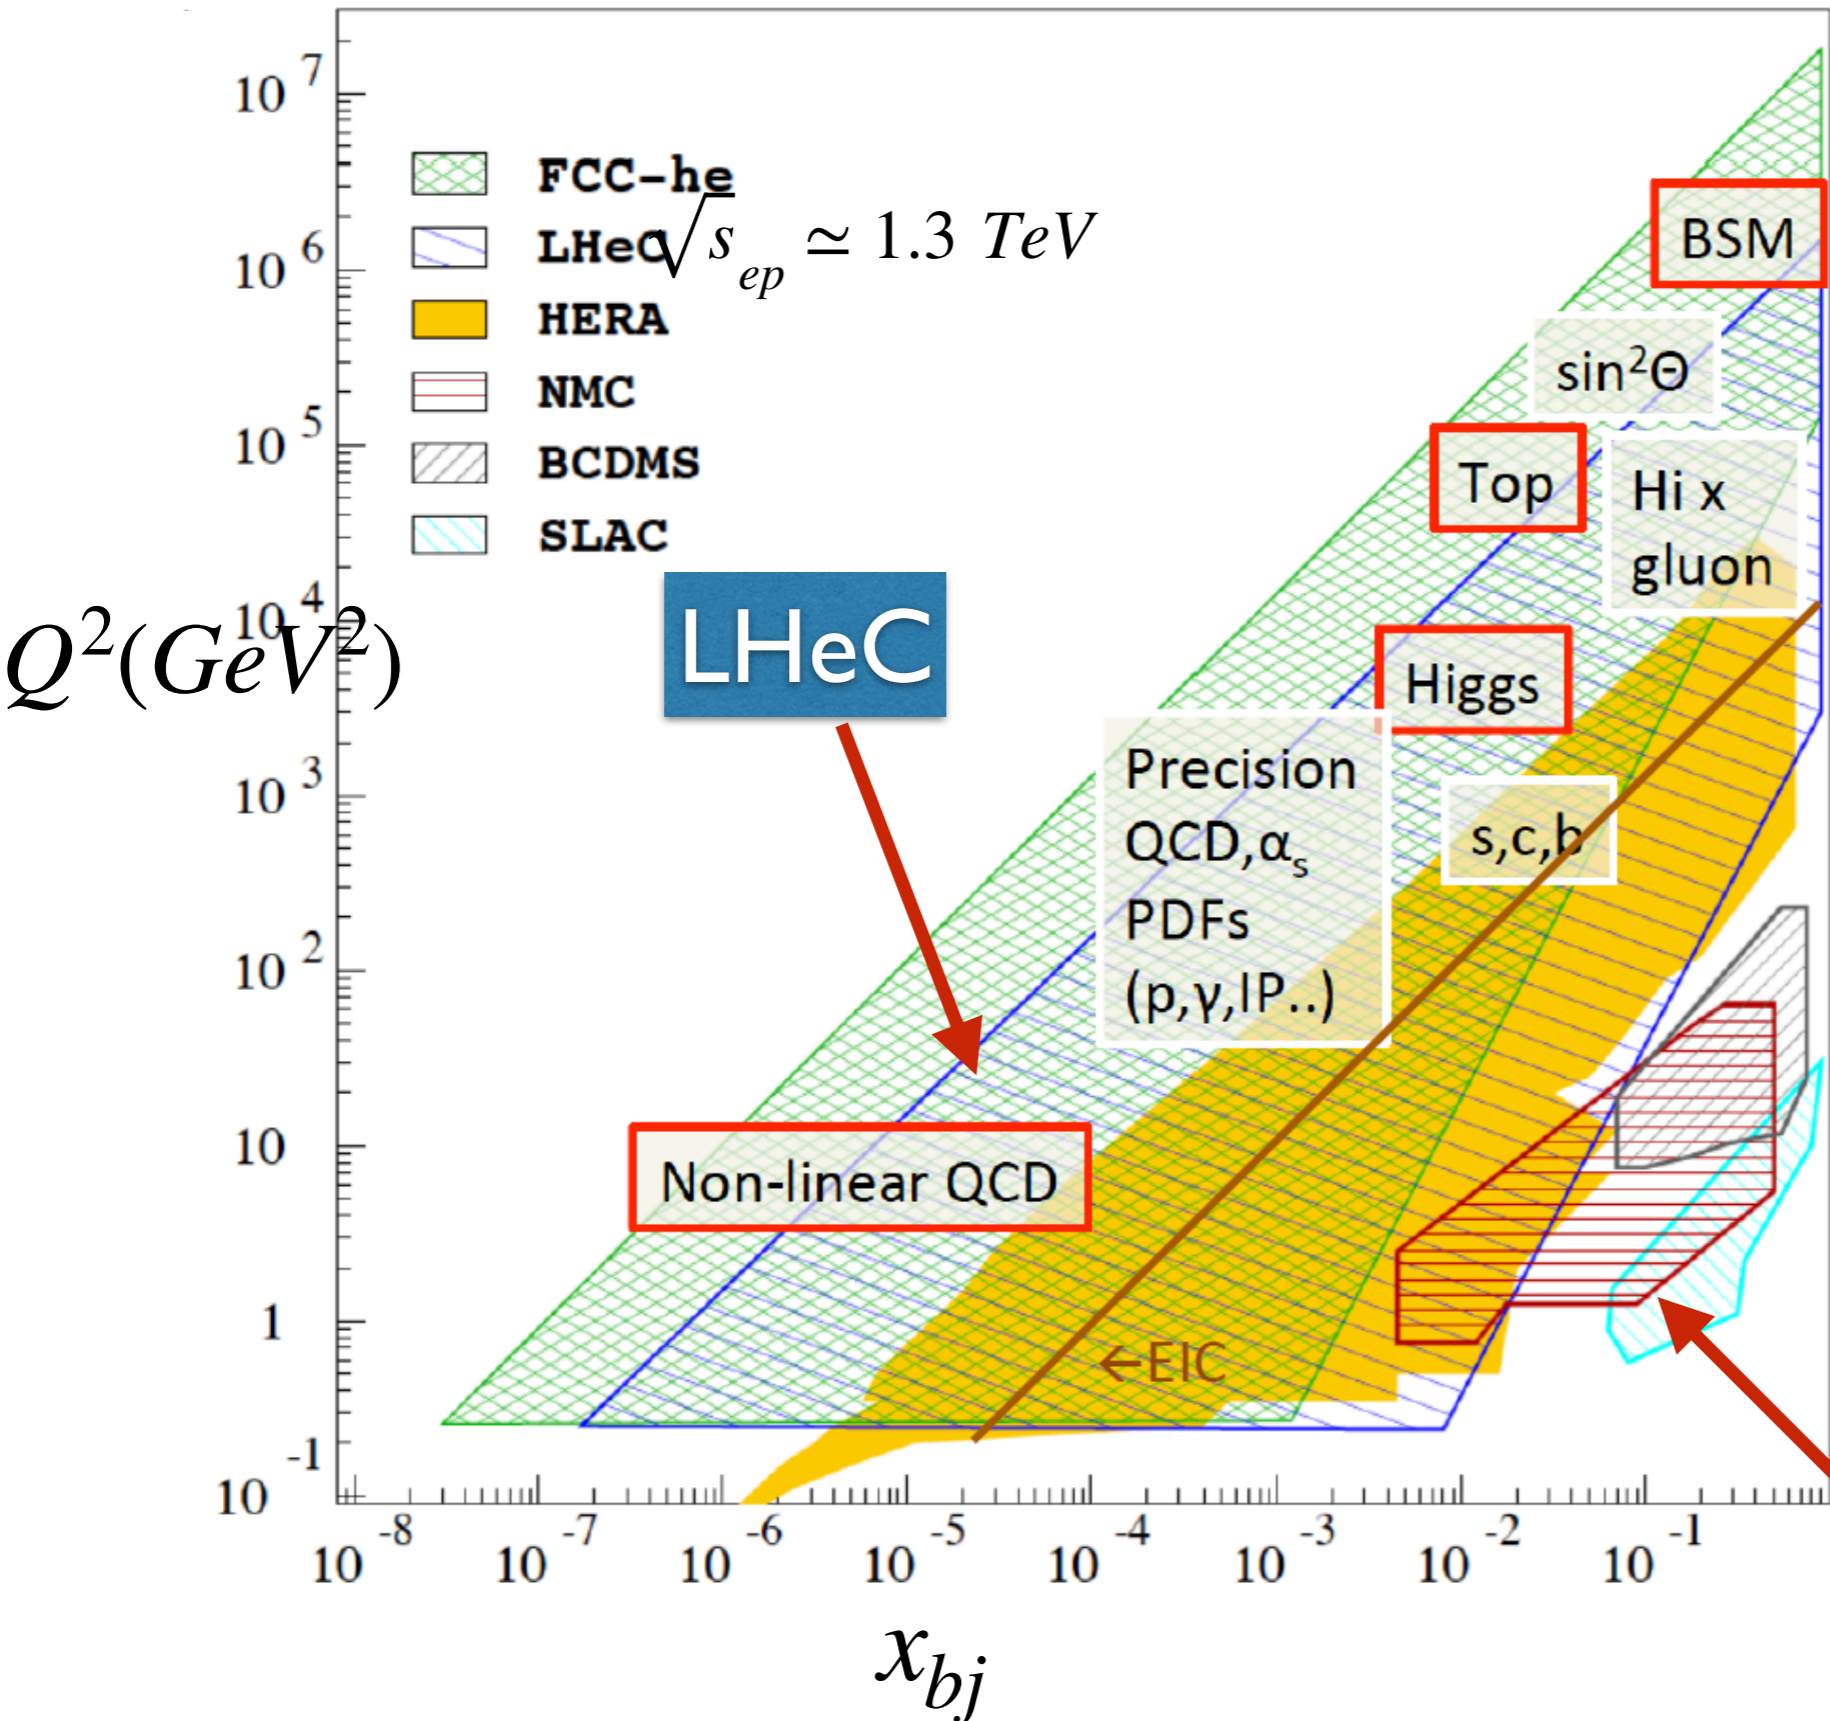 10^7
10^6
10^5
10^4
10^3
10^2
10
1
10^-1
Q²(GeV²)
FCC-he
LHeC
√s_ep ≃ 1.3 TeV
HERA
NMC
BCDMS
SLAC
LHeC
BSM
sin²Θ
Top
Hi x
gluon
Higgs
Precision
QCD,α_s
PDFs
(p,γ,IP..)
s,c,b
Non-linear QCD
←EIC
10^-8 10^-7 10^-6 10^-5 10^-4 10^-3 10^-2 10^-1
x_bj